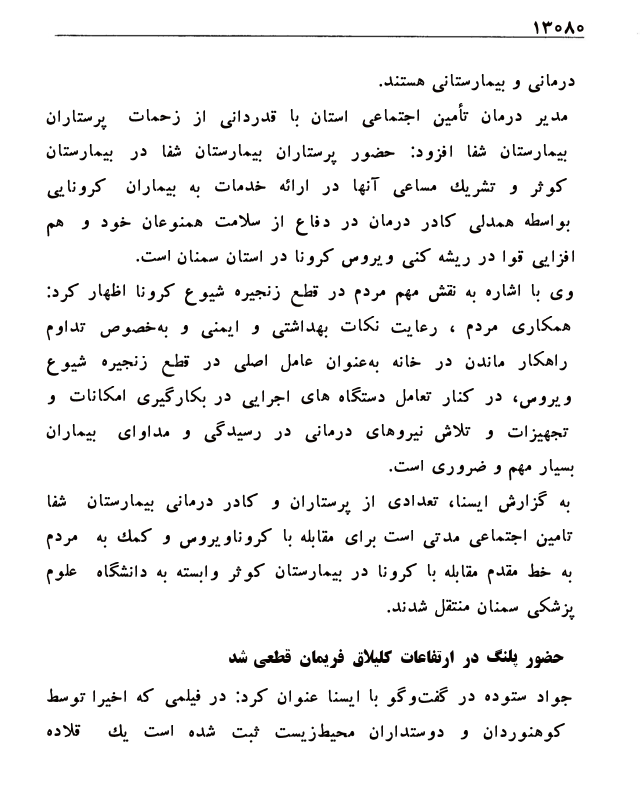 ۱۳۰۸۰
درمانی و بیمارستانی هستند.
مدیر درمان تأمین اجتماعی استان با قدردانی از زحمات پرستاران
بیمارستان شفا افزود: حضور پرستاران بیمارستان شفا در بیمارستان
کوثر و تشریك مساعی آنها در ارائه خدمات به بیماران کرونایی
بواسطه همدلی کادر درمان در دفاع از سلامت همنوعان خود و هم
افزایی قوا در ریشه کنی ویروس کرونا در استان سمنان است.
وی با اشاره به نقش مهم مردم در قطع زنجیره شیوع کرونا اظهار کرد:
همکاری مردم ، رعایت نکات بهداشتی و ایمنی و به‌خصوص تداوم
راهکار ماندن در خانه به‌عنوان عامل اصلی در قطع زنجیره شیوع
ویروس، در کنار تعامل دستگاه های اجرایی در بکارگیری امکانات و
تجهیزات و تلاش نیروهای درمانی در رسیدگی و مداوای بیماران
بسیار مهم و ضروری است.
به گزارش ایسنا، تعدادی از پرستاران و کادر درمانی بیمارستان شفا
تامین اجتماعی مدتی است برای مقابله با کروناویروس و کمك به مردم
به خط مقدم مقابله با کرونا در بیمارستان کوثر وابسته به دانشگاه علوم
پزشکی سمنان منتقل شدند.
حضور پلنگ در ارتفاعات کلیلاق فریمان قطعی شد
جواد ستوده در گفت‌وگو با ایسنا عنوان کرد: در فیلمی که اخیرا توسط
کوهنوردان و دوستداران محیط‌زیست ثبت شده است یك قلاده